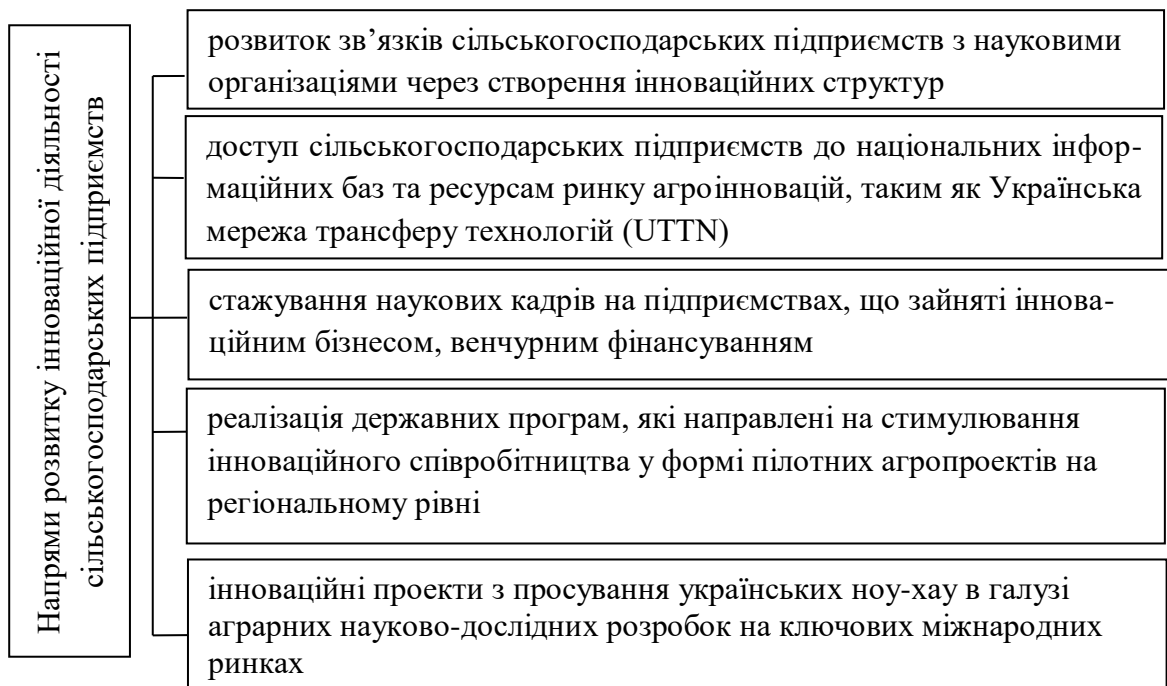 Напрями розвитку інноваційної діяльності
сільськогосподарських підприємств
розвиток зв’язків сільськогосподарських підприємств з науковими
організаціями через створення інноваційних структур
доступ сільськогосподарських підприємств до національних інфор-
маційних баз та ресурсам ринку агроінновацій, таким як Українська
мережа трансферу технологій (UTTN)
стажування наукових кадрів на підприємствах, що зайняті іннова-
ційним бізнесом, венчурним фінансуванням
реалізація державних програм, які направлені на стимулювання
інноваційного співробітництва у формі пілотних агропроектів на
регіональному рівні
інноваційні проекти з просування українських ноу-хау в галузі
аграрних науково-дослідних розробок на ключових міжнародних
ринках